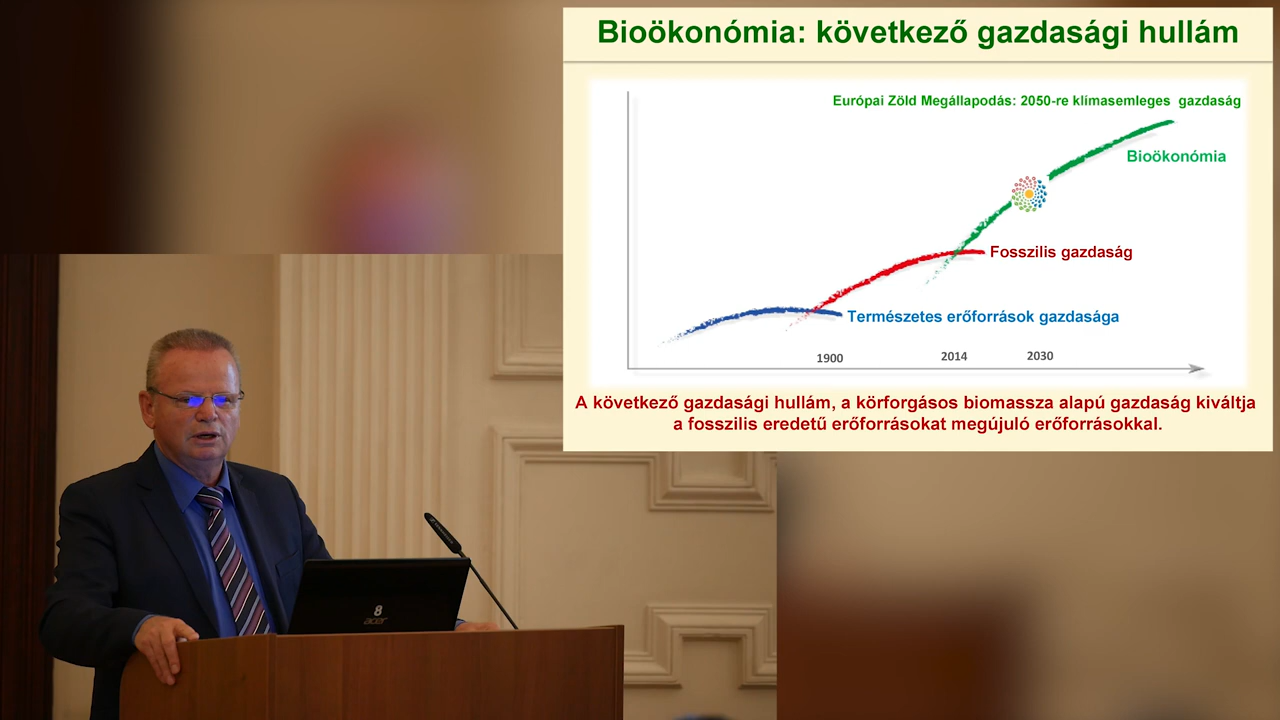 Bioökonómia: következő gazdasági hullám
Európai Zöld Megállapodás: 2050-re klímasemleges gazdaság
Bioökonómia
Fosszilis gazdaság
Természetes erőforrások gazdasága
1900 2014 2030
A következő gazdasági hullám, a körforgásos biomassza alapú gazdaság kiváltja
a fosszilis eredetű erőforrásokat megújuló erőforrásokkal.
8
acer